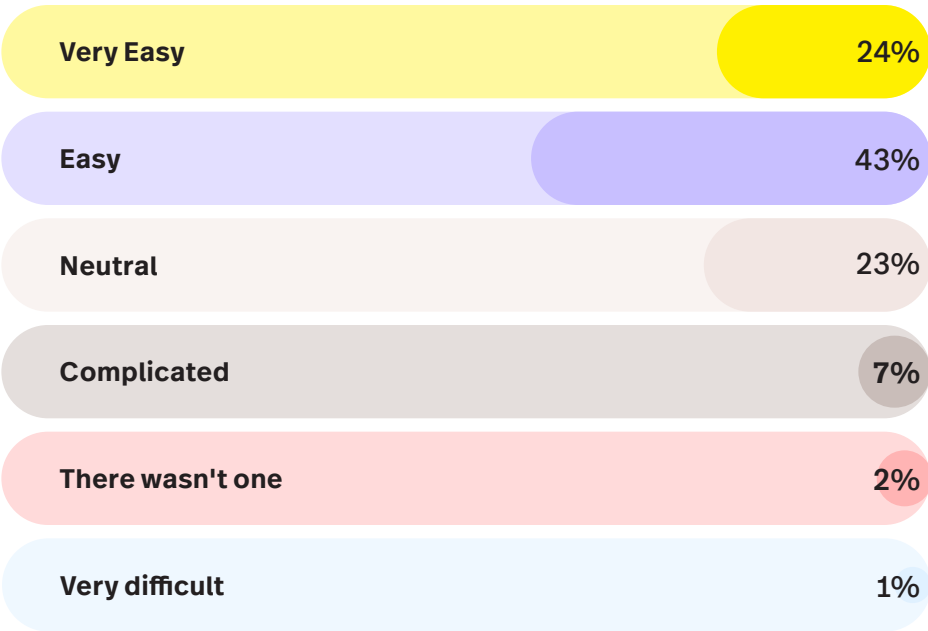 Very Easy 24%
Easy 43%
Neutral 23%
Complicated 7%
There wasn't one 2%
Very difficult 1%